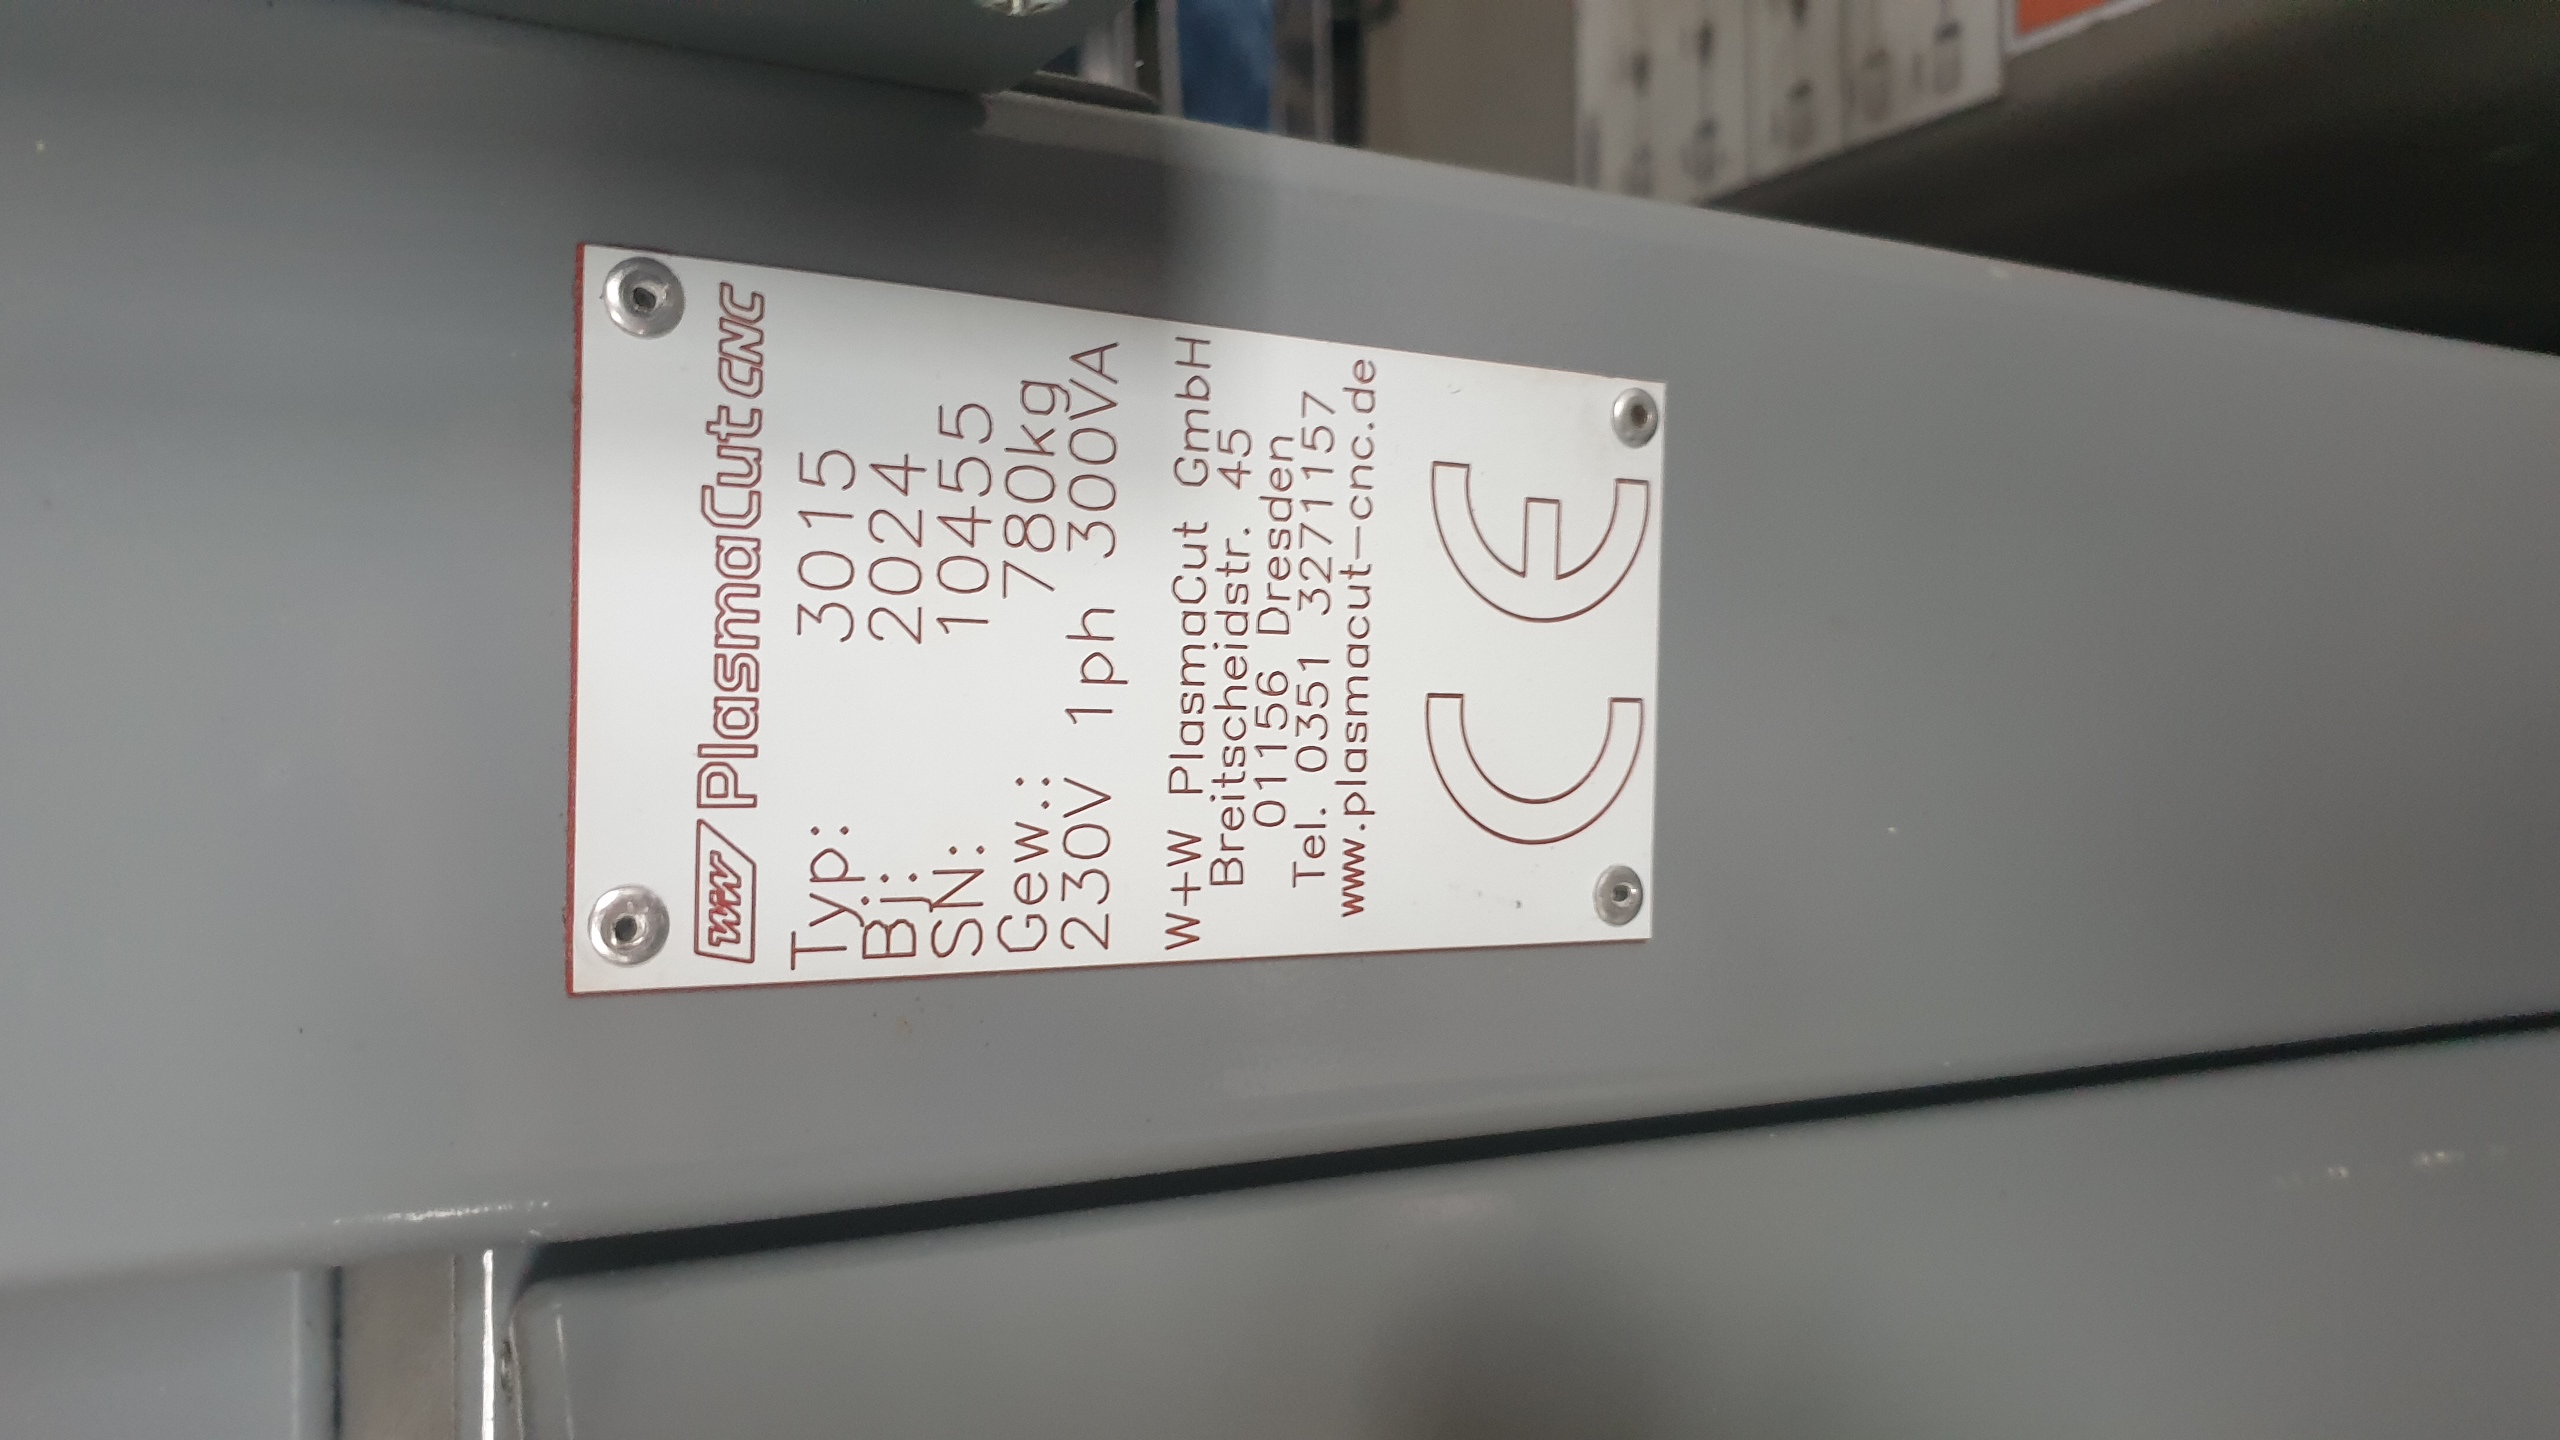 W+W PlasmaCut CNC
Typ: 3015
Bj.: 2024
SN: 10455
Gew.: 780kg
230V 1ph 300VA
W+W PlasmaCut GmbH
Breitscheidstr. 45
01156 Dresden
Tel. 0351 3271157
www.plasmacut-cnc.de
CE